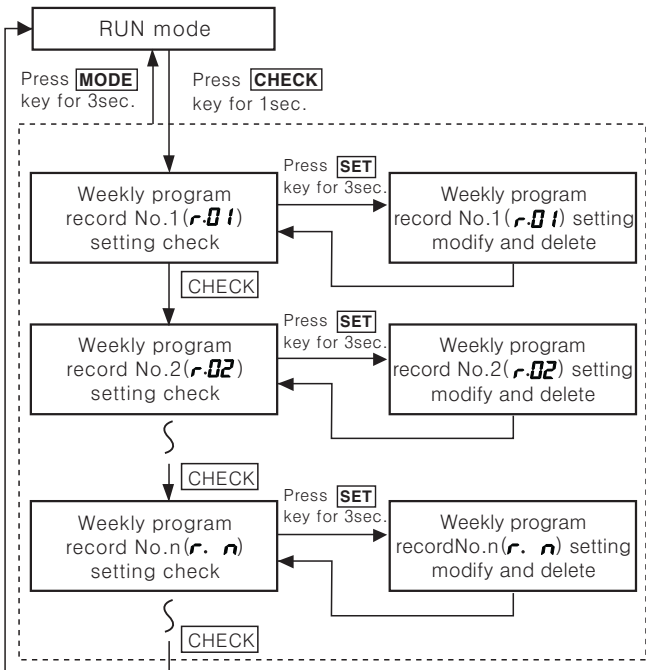 RUN mode
Press MODE
key for 3sec.
Press CHECK
key for 1sec.
Weekly program
record No.1(r.01)
setting check
Press SET
key for 3sec.
Weekly program
record No.1(r.01) setting
modify and delete
CHECK
Weekly program
record No.2(r.02)
setting check
Press SET
key for 3sec.
Weekly program
record No.2(r.02) setting
modify and delete
CHECK
Weekly program
record No.n(r. n)
setting check
Press SET
key for 3sec.
Weekly program
recordNo.n(r. n) setting
modify and delete
CHECK